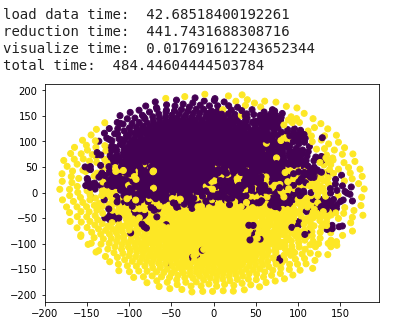 load data time:  42.68518400192261
reduction time:  441.7431688308716
visualize time:  0.017691612243652344
total time:  484.44604444503784
200
150
100
50
0
−50
−100
−150
−200
−200 −150 −100 −50 0 50 100 150